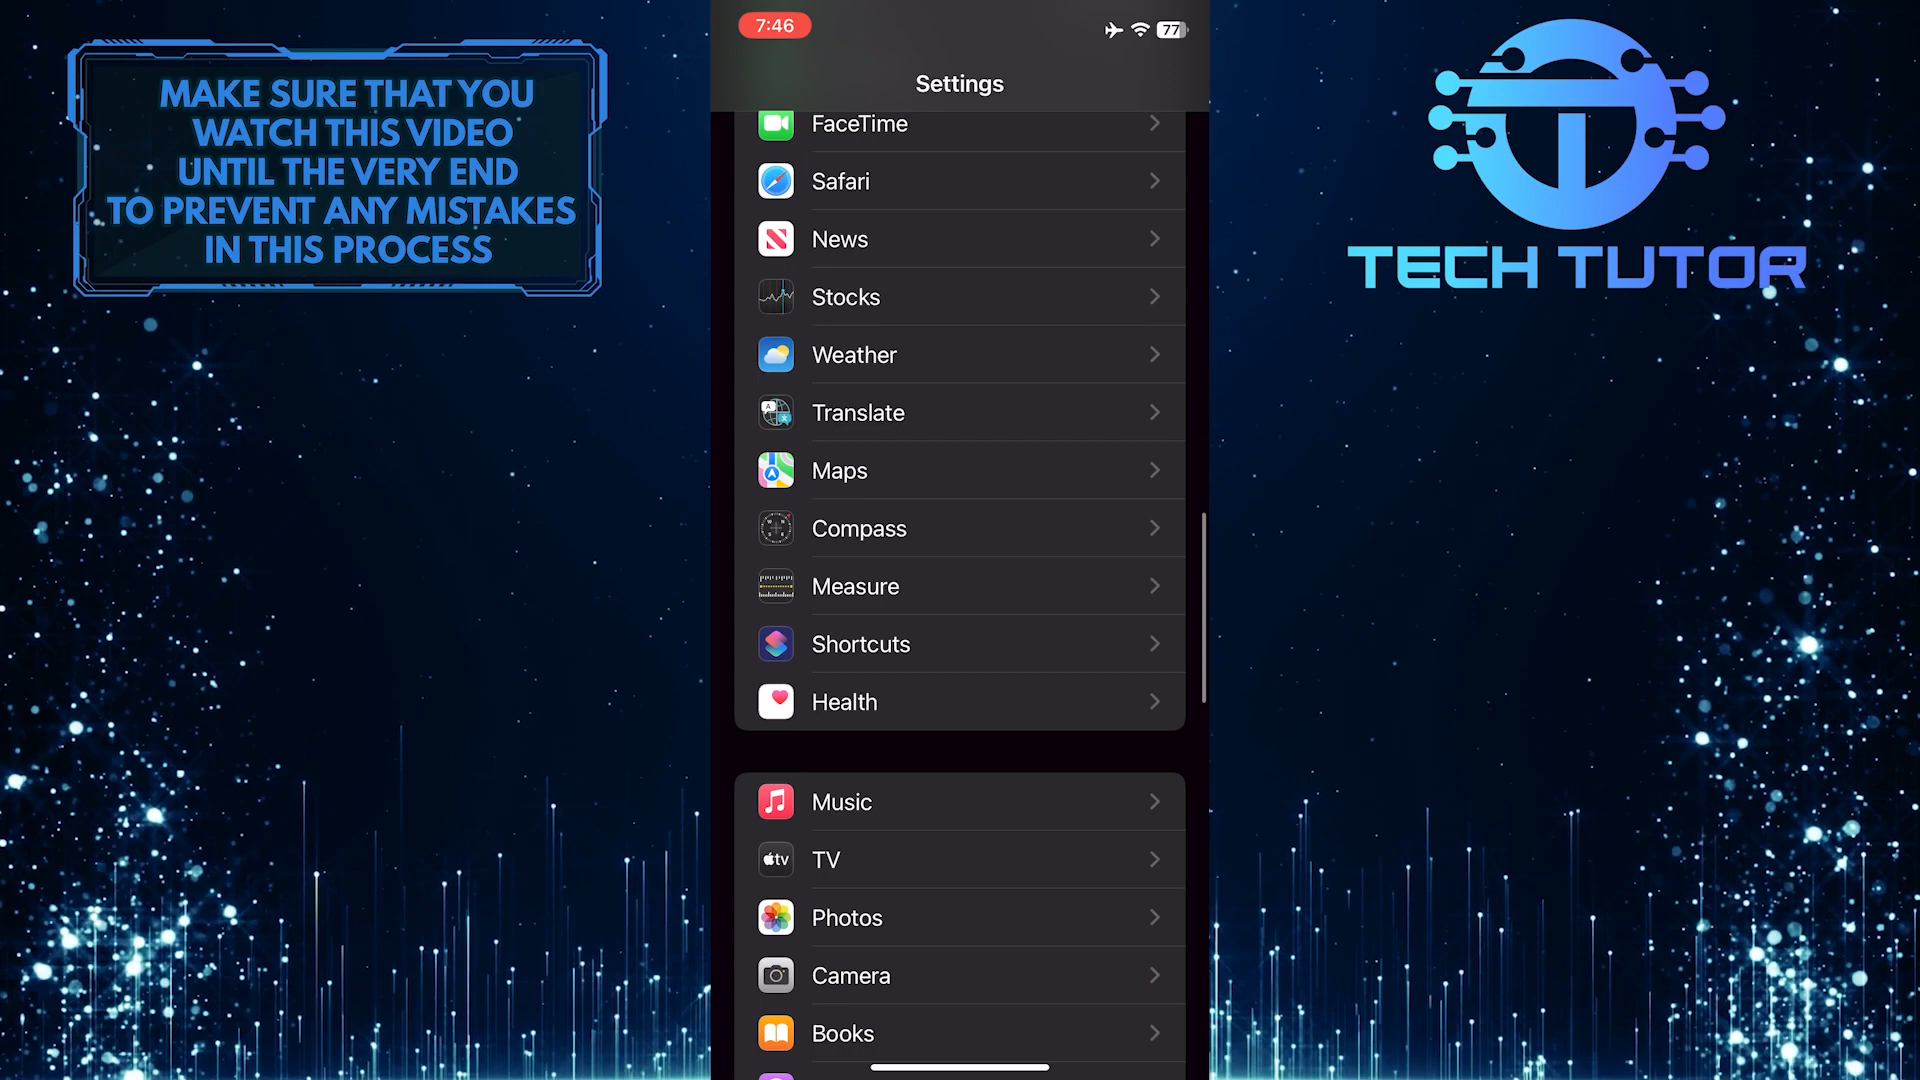 MAKE SURE THAT YOU
WATCH THIS VIDEO
UNTIL THE VERY END
TO PREVENT ANY MISTAKES
IN THIS PROCESS
7:46
77
Settings
FaceTime
Safari
News
Stocks
Weather
Translate
Maps
Compass
Measure
Shortcuts
Health
Music
tv
TV
Photos
Camera
Books
TECH TUTOR